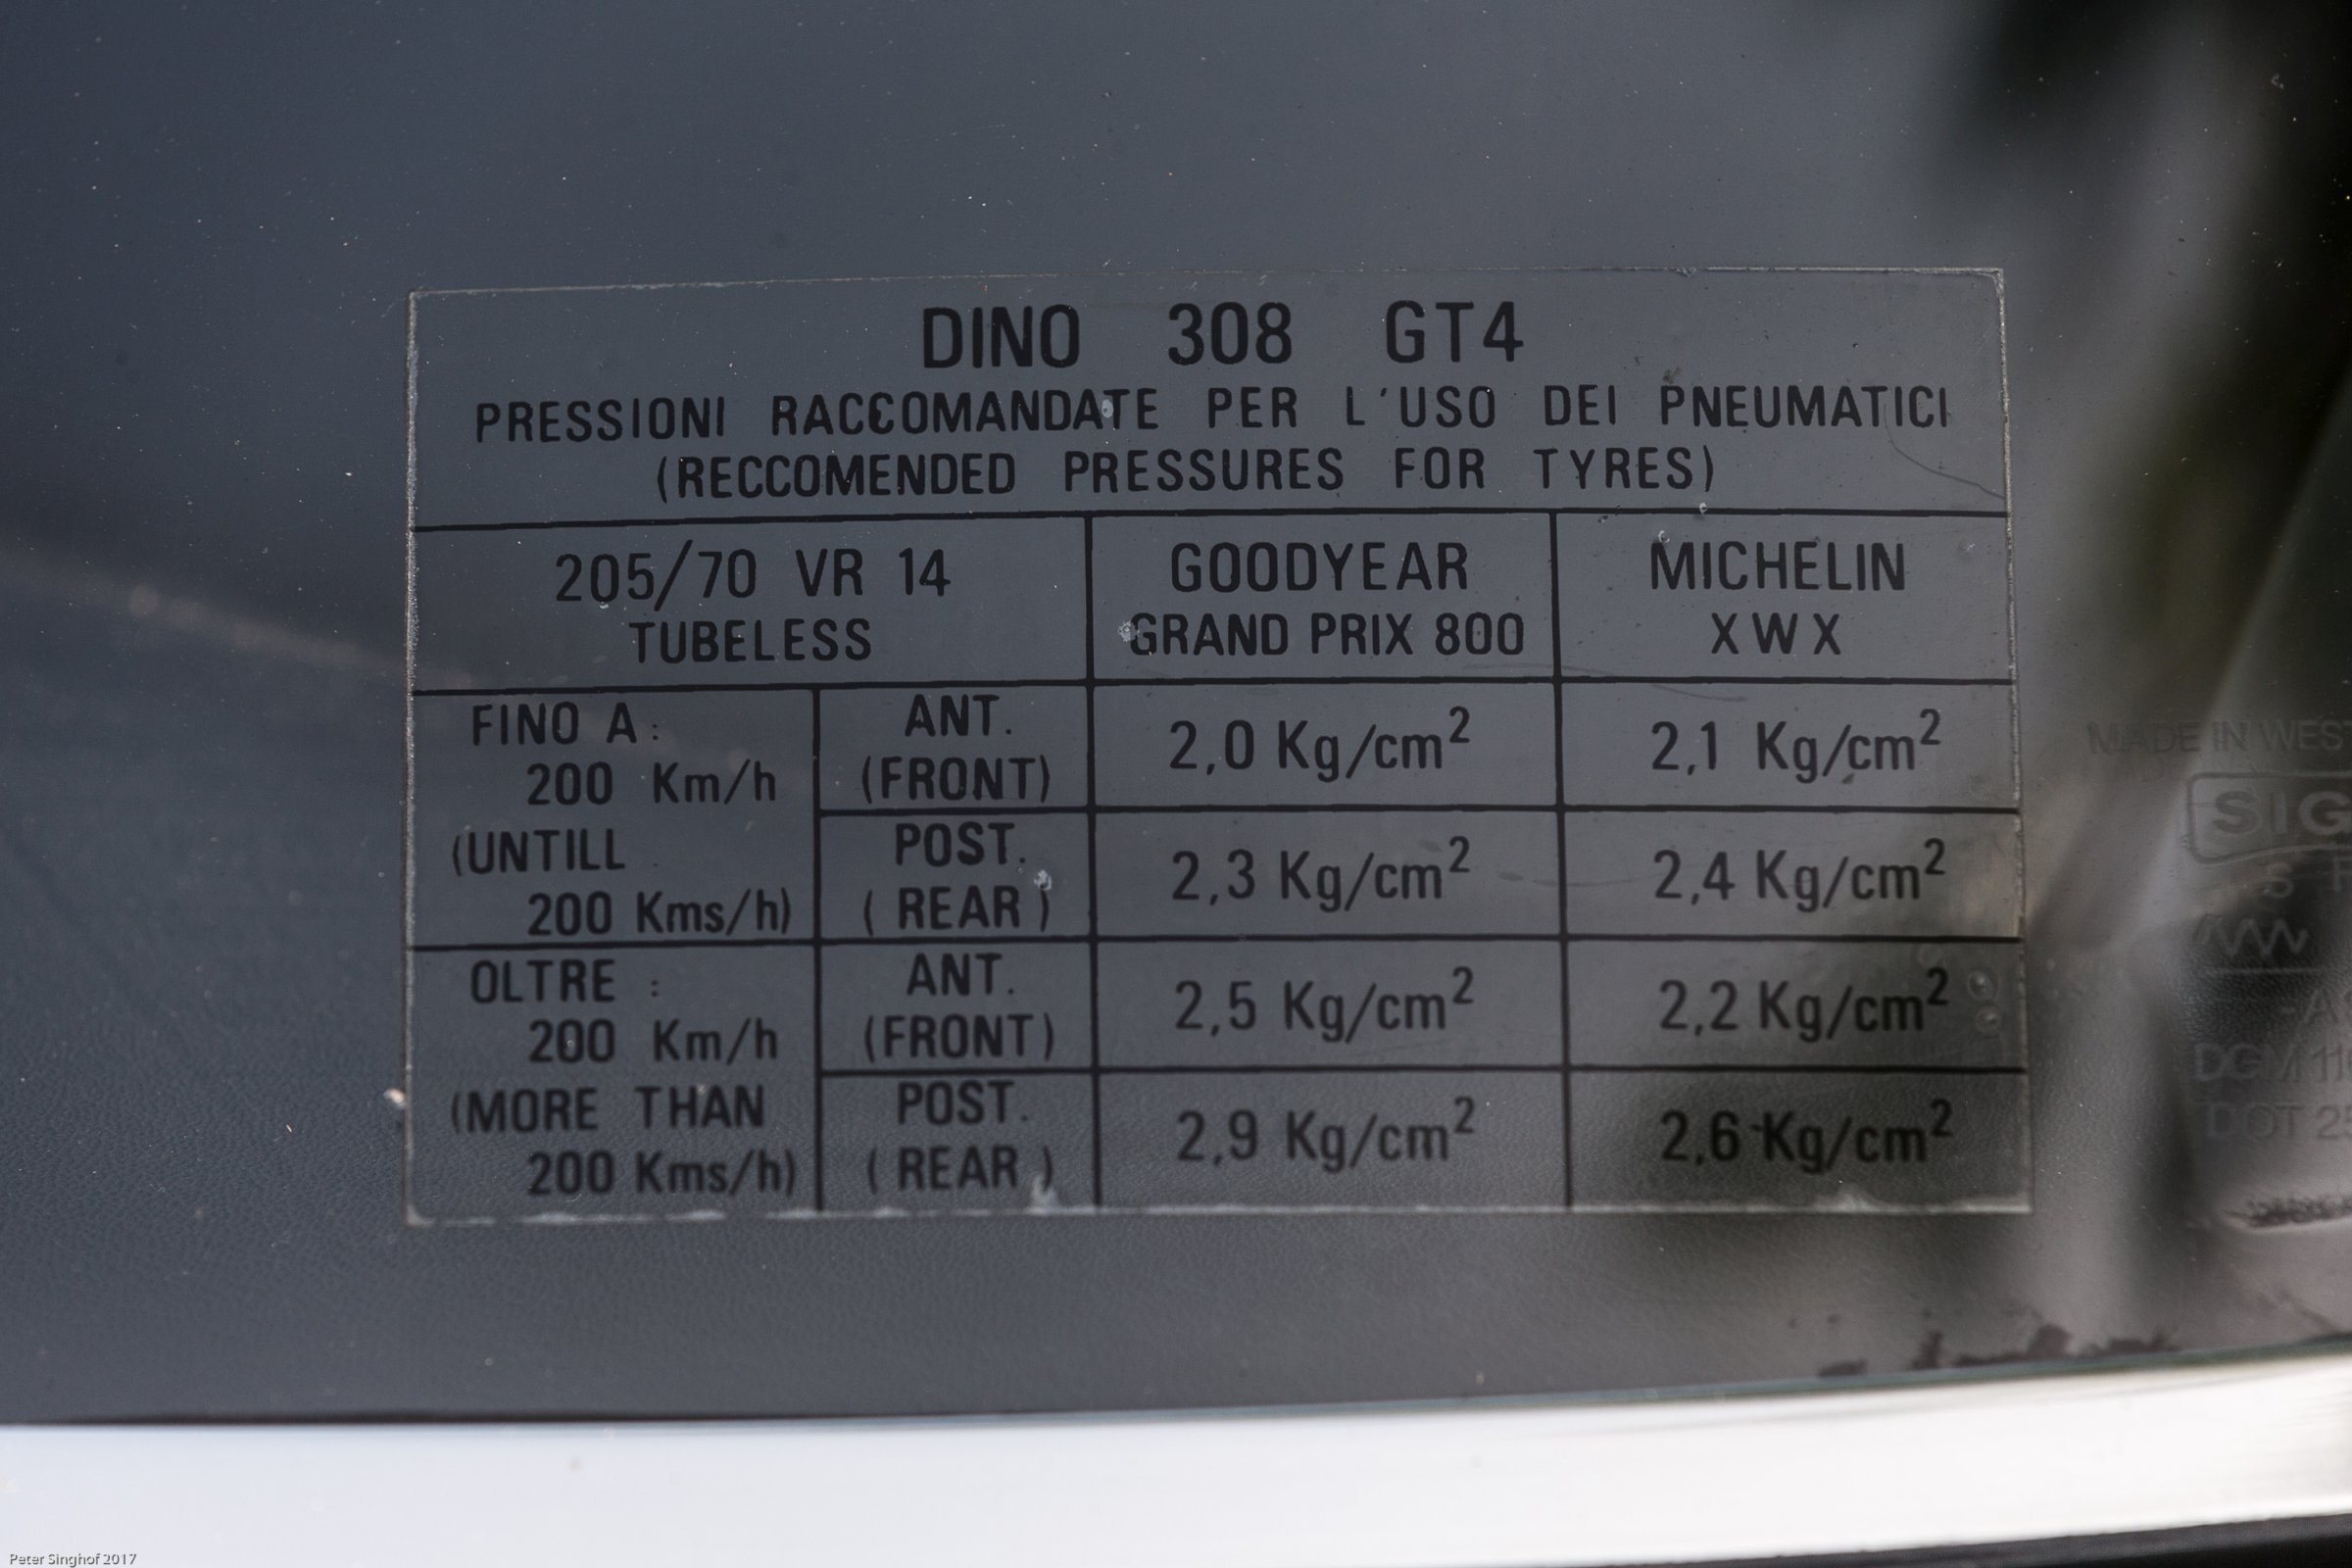 DINO 308 GT4
PRESSIONI RACCOMANDATE PER L'USO DEI PNEUMATICI
(RECCOMENDED PRESSURES FOR TYRES)
205/70 VR 14
TUBELESS
GOODYEAR
GRAND PRIX 800
MICHELIN
XWX
FINO A:
200 Km/h
(UNTILL
200 Kms/h)
ANT.
(FRONT)
2,0 Kg/cm²
2,1 Kg/cm²
POST.
(REAR)
2,3 Kg/cm²
2,4 Kg/cm²
OLTRE :
200 Km/h
(MORE THAN
200 Kms/h)
ANT.
(FRONT)
2,5 Kg/cm²
2,2 Kg/cm²
POST.
(REAR)
2,9 Kg/cm²
2,6 Kg/cm²
MADE IN
Peter Singhof 2017